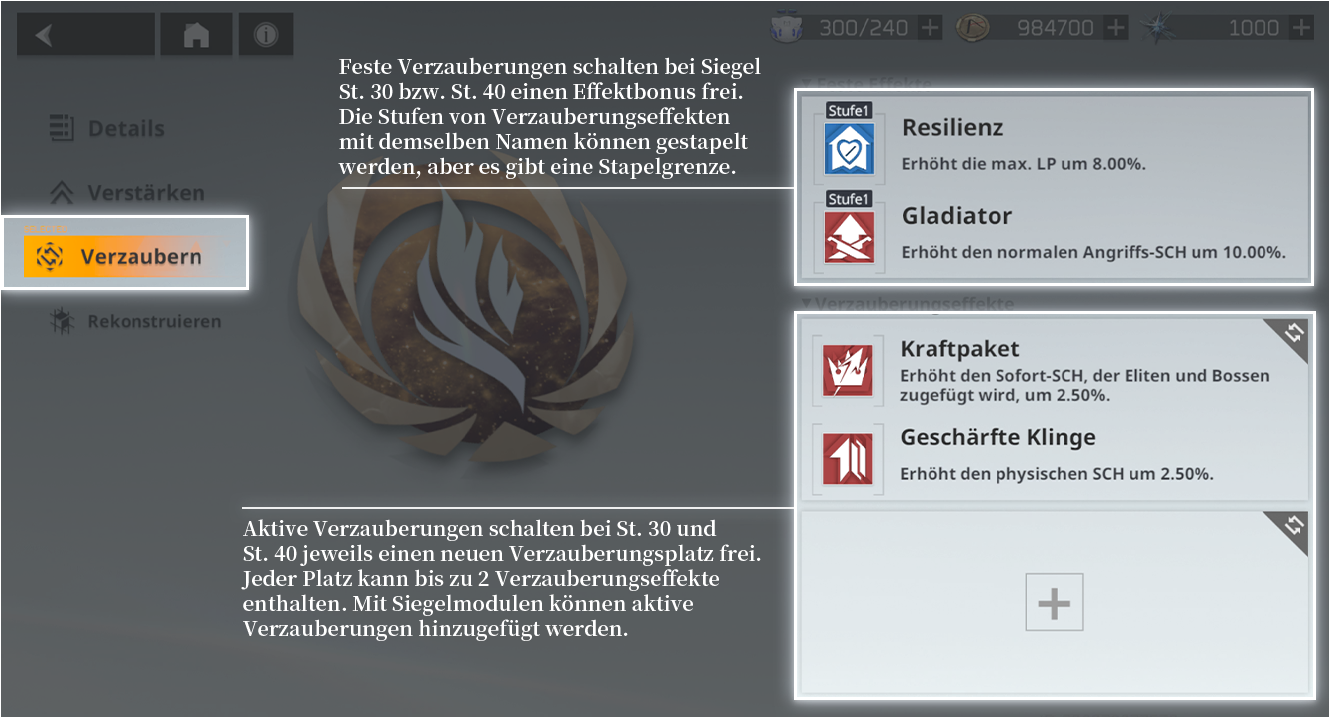 300/240
984700
1000
Feste Verzauberungen schalten bei Siegel
St. 30 bzw. St. 40 einen Effektbonus frei.
Die Stufen von Verzauberungseffekten
mit demselben Namen können gestapelt
werden, aber es gibt eine Stapelgrenze.
Details
Verstärken
Verzaubern
Rekonstruieren
Feste Effekte
Stufe1
Resilienz
Erhöht die max. LP um 8.00%.
Stufe1
Gladiator
Erhöht den normalen Angriffs-SCH um 10.00%.
Verzauberungseffekte
Kraftpaket
Erhöht den Sofort-SCH, der Eliten und Bossen
zugefügt wird, um 2.50%.
Geschärfte Klinge
Erhöht den physischen SCH um 2.50%.
Aktive Verzauberungen schalten bei St. 30 und
St. 40 jeweils einen neuen Verzauberungsplatz frei.
Jeder Platz kann bis zu 2 Verzauberungseffekte
enthalten. Mit Siegelmodulen können aktive
Verzauberungen hinzugefügt werden.